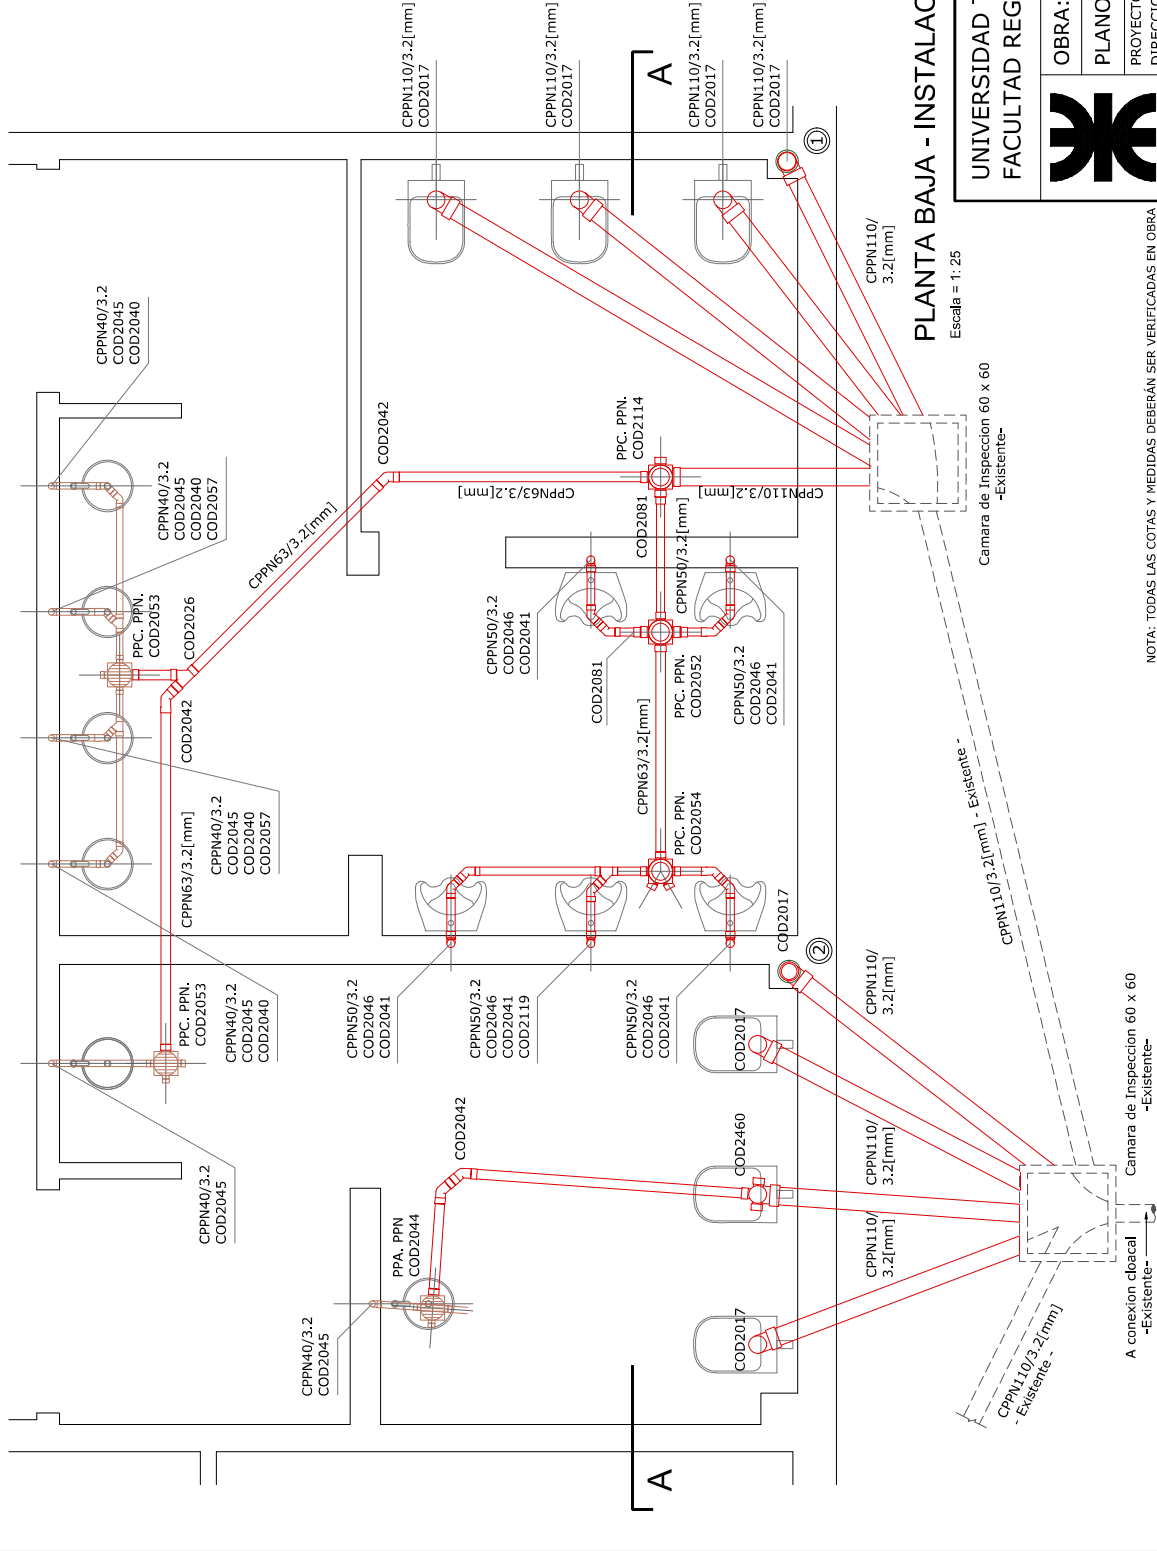 CPPN110/3.2[mm]
COD2017
CPPN110/3.2[mm]
COD2017
CPPN110/3.2[mm]
COD2017
CPPN110/3.2[mm]
COD2017
A
1
CPPN110/
3.2[mm]
PLANTA BAJA - INSTALAC
Escala = 1: 25
UNIVERSIDAD
FACULTAD REG
OBRA:
PLANO
PROYECTO
DIRECCIO
NOTA: TODAS LAS COTAS Y MEDIDAS DEBERÁN SER VERIFICADAS EN OBRA
CPPN40/3.2
COD2045
COD2040
CPPN40/3.2
COD2045
COD2040
COD2057
PPC. PPN.
COD2053
COD2026
COD2042
CPPN63/3.2[mm]
COD2042
CPPN63/3.2[mm]
PPC. PPN.
COD2114
CPPN110/3.2[mm]
COD2081
CPPN50/3.2[mm]
Camara de Inspeccion 60 x 60
-Existente-
CPPN50/3.2
COD2046
COD2041
COD2081
PPC. PPN.
COD2052
CPPN50/3.2
COD2046
COD2041
CPPN63/3.2[mm]
PPC. PPN.
COD2054
CPPN63/3.2[mm]
CPPN40/3.2
COD2045
COD2040
COD2057
PPC. PPN.
COD2053
CPPN40/3.2
COD2045
COD2040
CPPN50/3.2
COD2046
COD2041
CPPN50/3.2
COD2046
COD2041
COD2119
CPPN50/3.2
COD2046
COD2041
COD2017
2
CPPN110/
3.2[mm]
CPPN110/3.2[mm] - Existente -
COD2017
COD2042
COD2460
CPPN110/
3.2[mm]
CPPN40/3.2
COD2045
PPA. PPN
COD2044
CPPN110/
3.2[mm]
CPPN40/3.2
COD2045
COD2017
Camara de Inspeccion 60 x 60
-Existente-
A conexion cloacal
-Existente-
CPPN110/3.2[mm]
- Existente -
A